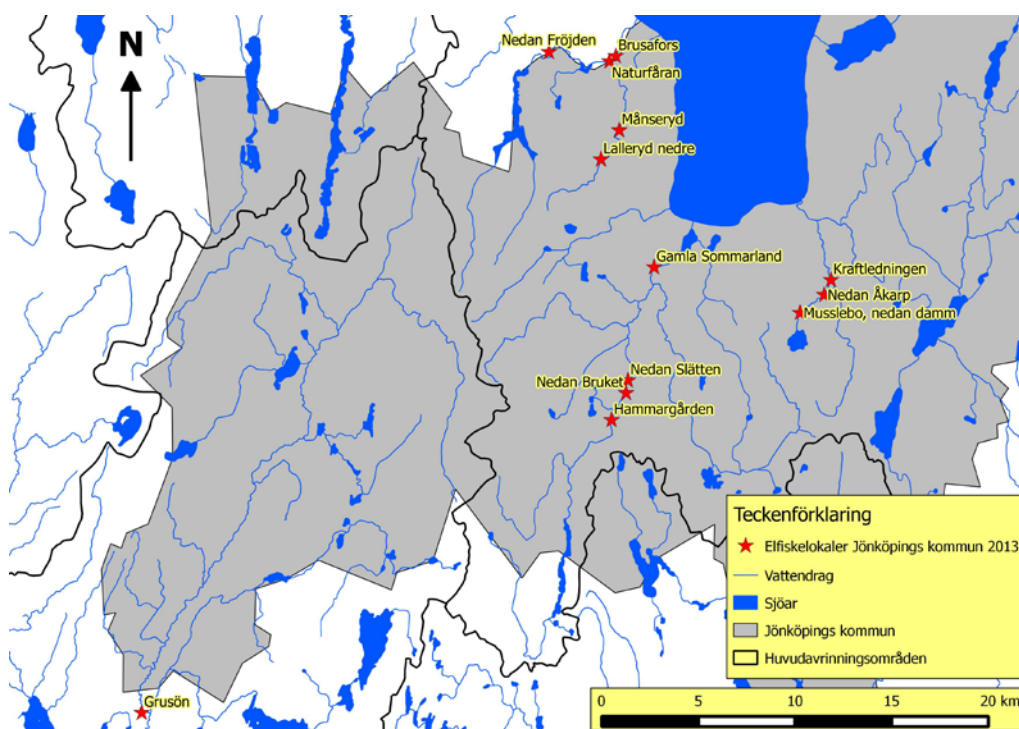 N
Nedan Fröjden
Brusafors
Naturfåran
Månseryd
Lalleryd nedre
Gamla Sommarland
Kraftledningen
Nedan Åkarp
Musslebo, nedan damm
Nedan Slätten
Nedan Bruket
Hammargården
Grusön
Teckenförklaring
Elfiskelokaler Jönköpings kommun 2013
Vattendrag
Sjöar
Jönköpings kommun
Huvudavrinningsområden
0 5 10 15 20 km